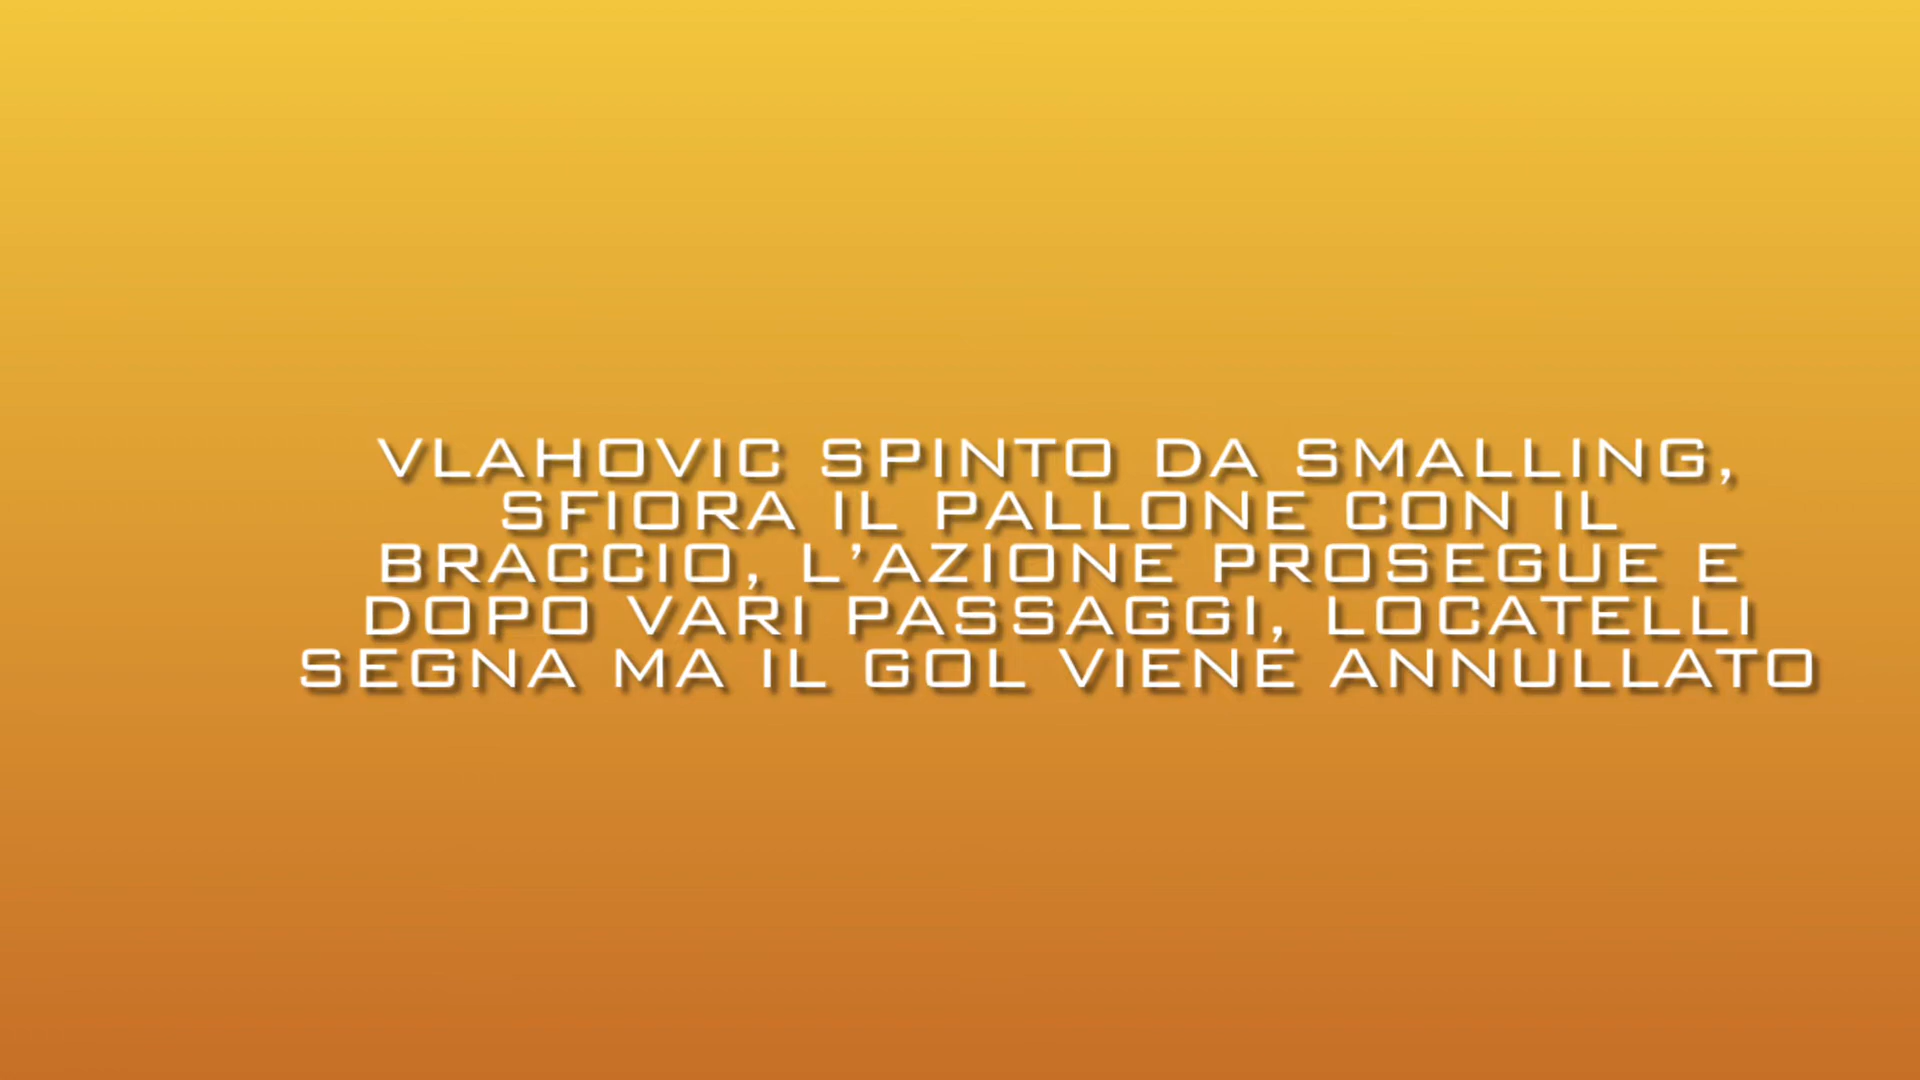 VLAHOVIC SPINTO DA SMALLING,
SFIORA IL PALLONE CON IL
BRACCIO, L'AZIONE PROSEGUE E
DOPO VARI PASSAGGI, LOCATELLI
SEGNA MA IL GOL VIENE ANNULLATO